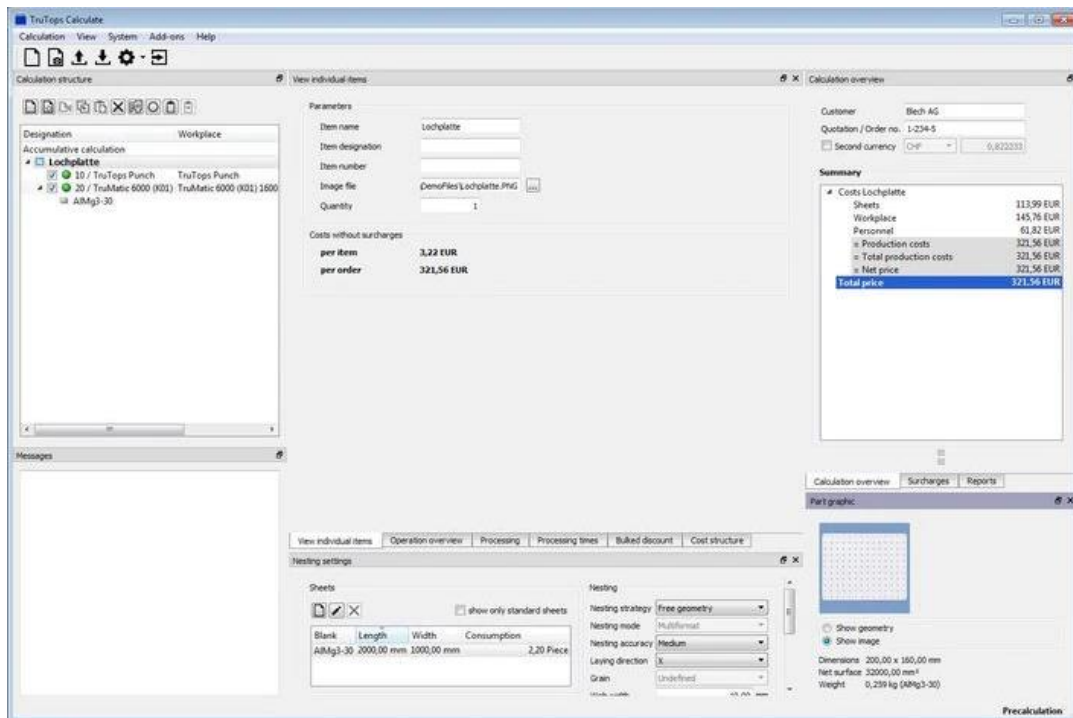 TruTops Calculate
Calculation View System Add-ons Help
Calculation structure
Designation Workplace
Accumulative calculation
Lochplatte
10 / TruTops Punch TruTops Punch
20 / TruMatic 6000 (K01) TruMatic 6000 (K01) 1600
AlMg3-30
Messages
View individual items
Parameters
Item name Lochplatte
Item designation
Item number
Image file DemoFiles\Lochplatte.PNG ...
Quantity 1
Costs without surcharges
per item 3,22 EUR
per order 321,56 EUR
View individual items Operation overview Processing Processing times Bulked discount Cost structure
Nesting settings
Sheets
show only standard sheets
Blank Length Width Consumption
AlMg3-30 2000,00 mm 1000,00 mm 2,20 Piece
Nesting
Nesting strategy Free geometry
Nesting mode Multiformat
Nesting accuracy Medium
Laying direction X
Grain Undefined
Calculation overview
Customer Blech AG
Quotation / Order no. 1-234-5
Second currency CHF
Summary
Costs Lochplatte
Sheets 113,99 EUR
Workplace 145,76 EUR
Personnel 61,82 EUR
= Production costs 321,56 EUR
= Total production costs 321,56 EUR
= Net price 321,56 EUR
Total price 321,56 EUR
Calculation overview Surcharges Reports
Part graphic
Show geometry
Show image
Dimensions 200,00 x 160,00 mm
Net surface 32000,00 mm²
Weight 0,259 kg (AlMg3-30)
Precalculation